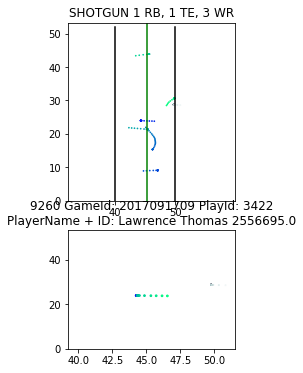 SHOTGUN 1 RB, 1 TE, 3 WR
50
40
30
20
10
0
40 50
9260 GameId: 2017091709 PlayId: 3422
PlayerName + ID: Lawrence Thomas 2556695.0
40
20
0
40.0 42.5 45.0 47.5 50.0